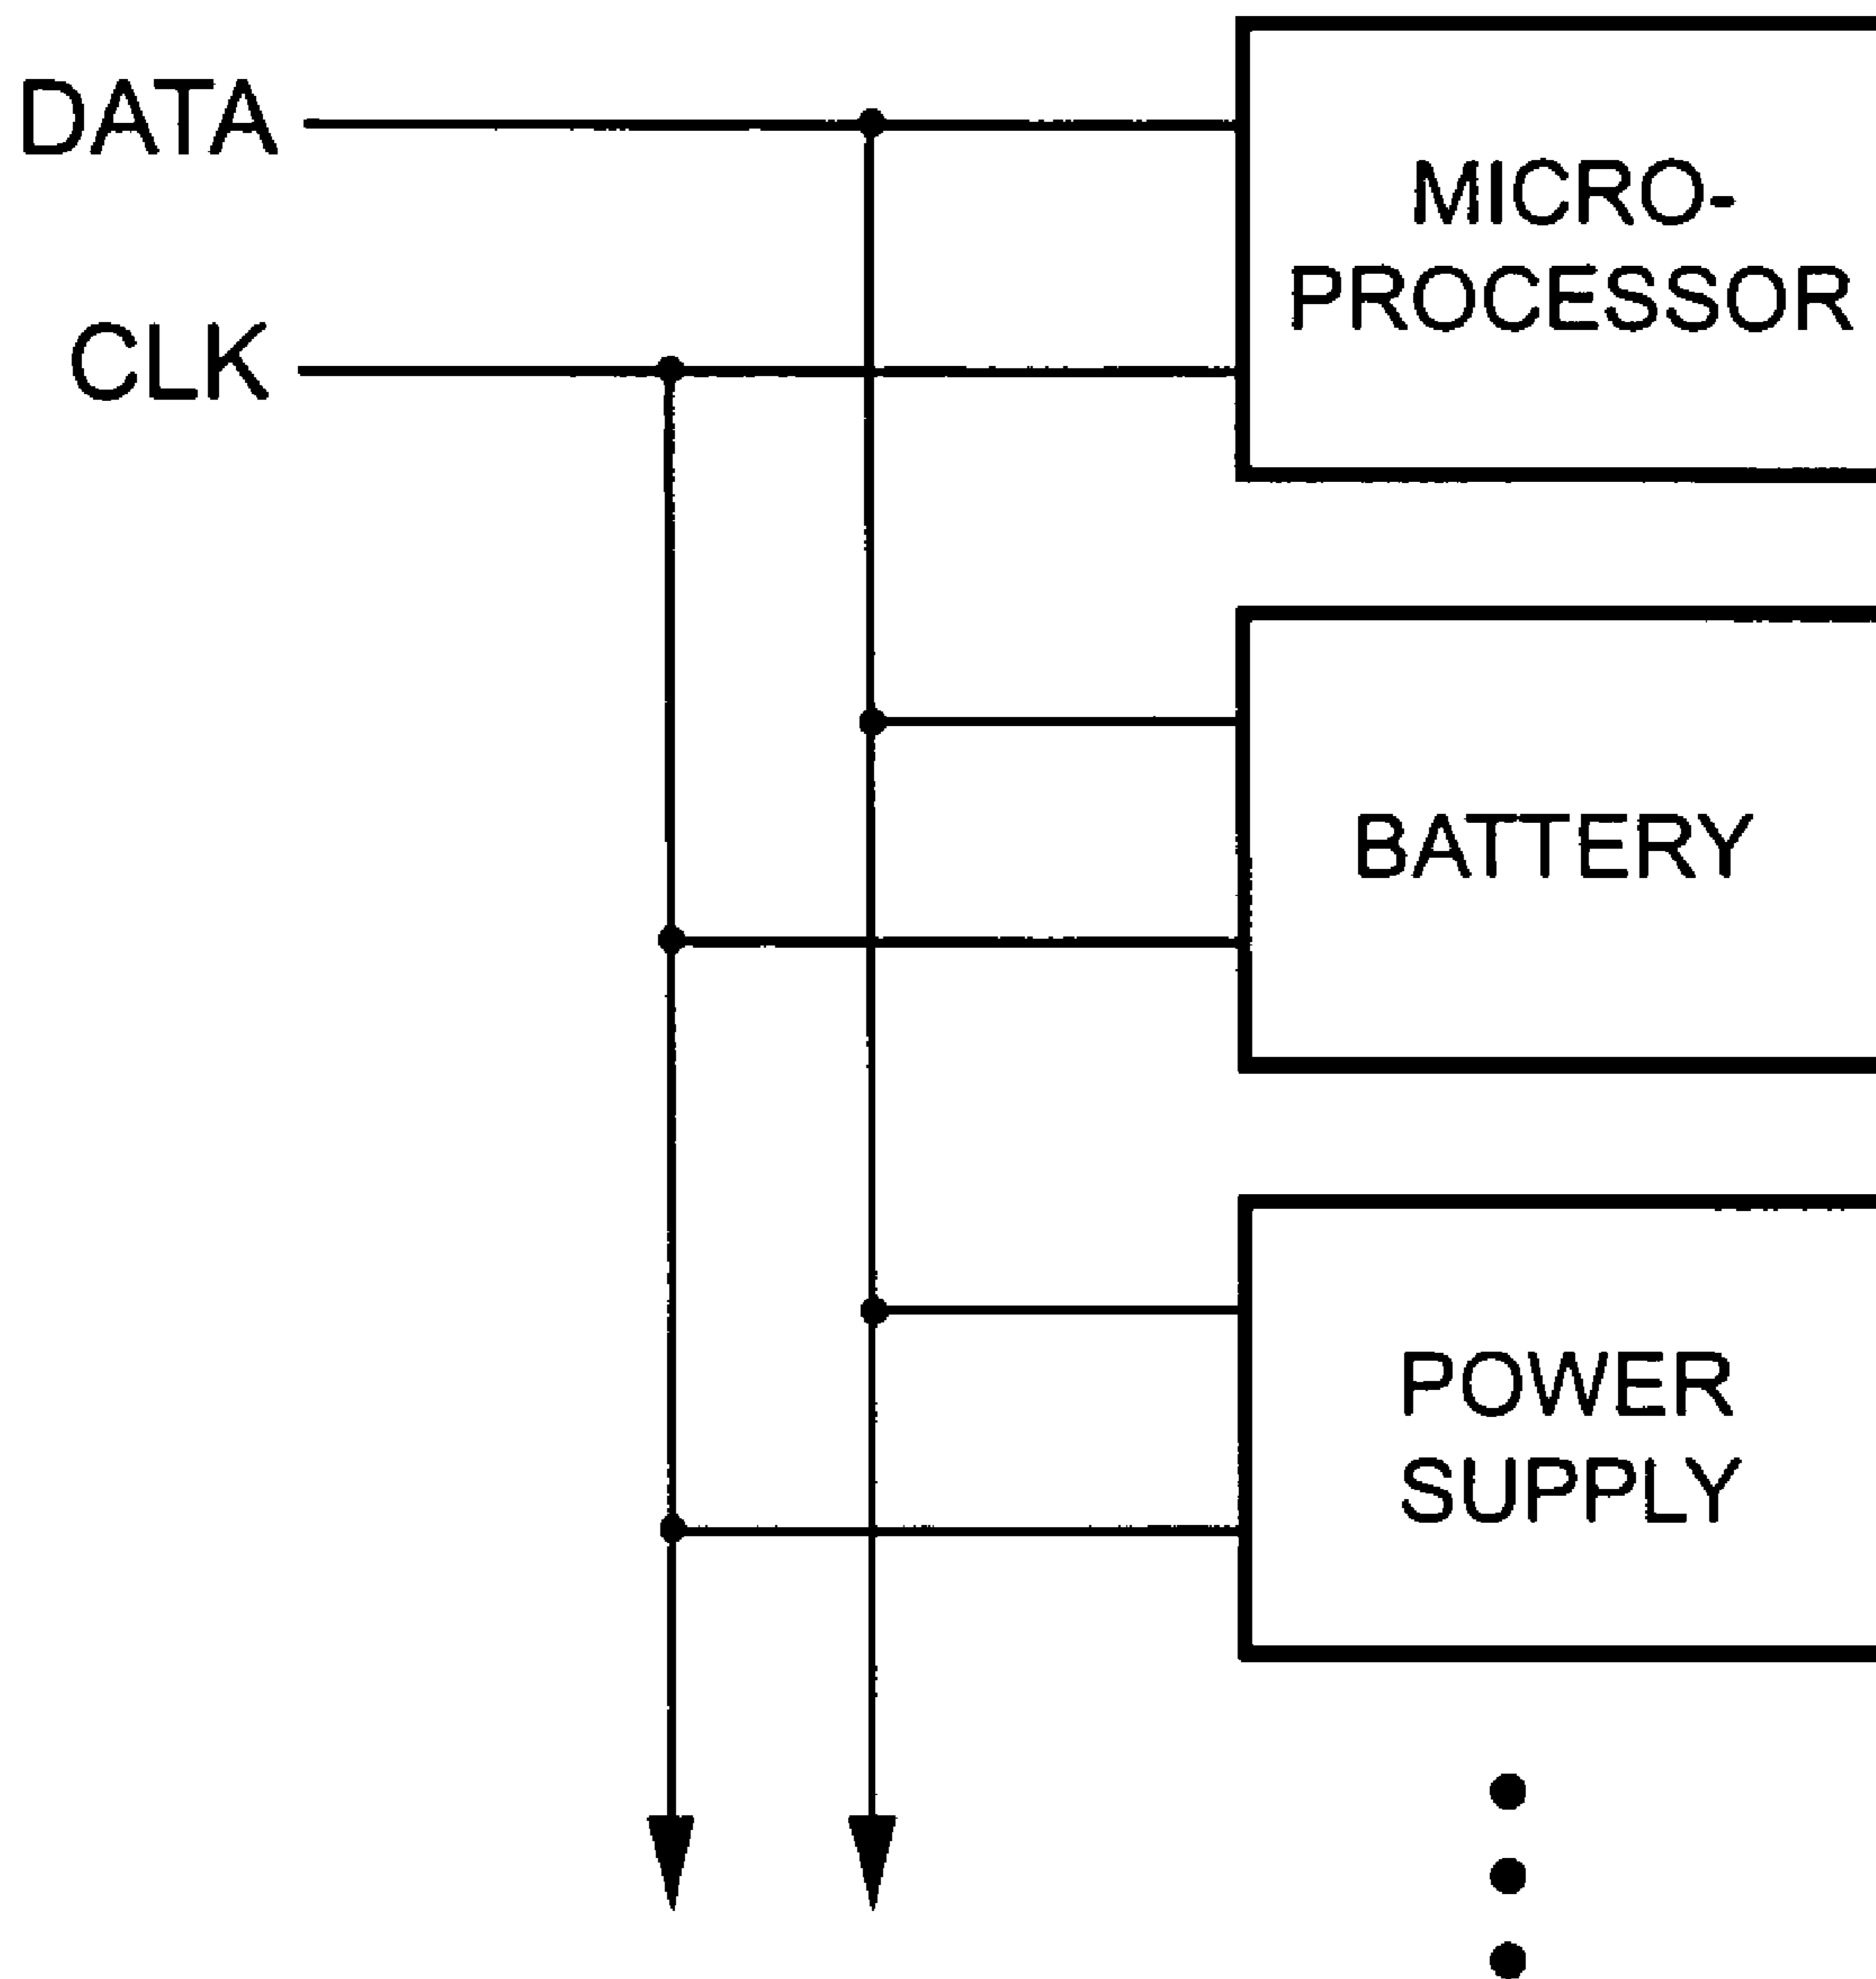 DATA
CLK
MICRO-
PROCESSOR
BATTERY
POWER
SUPPLY